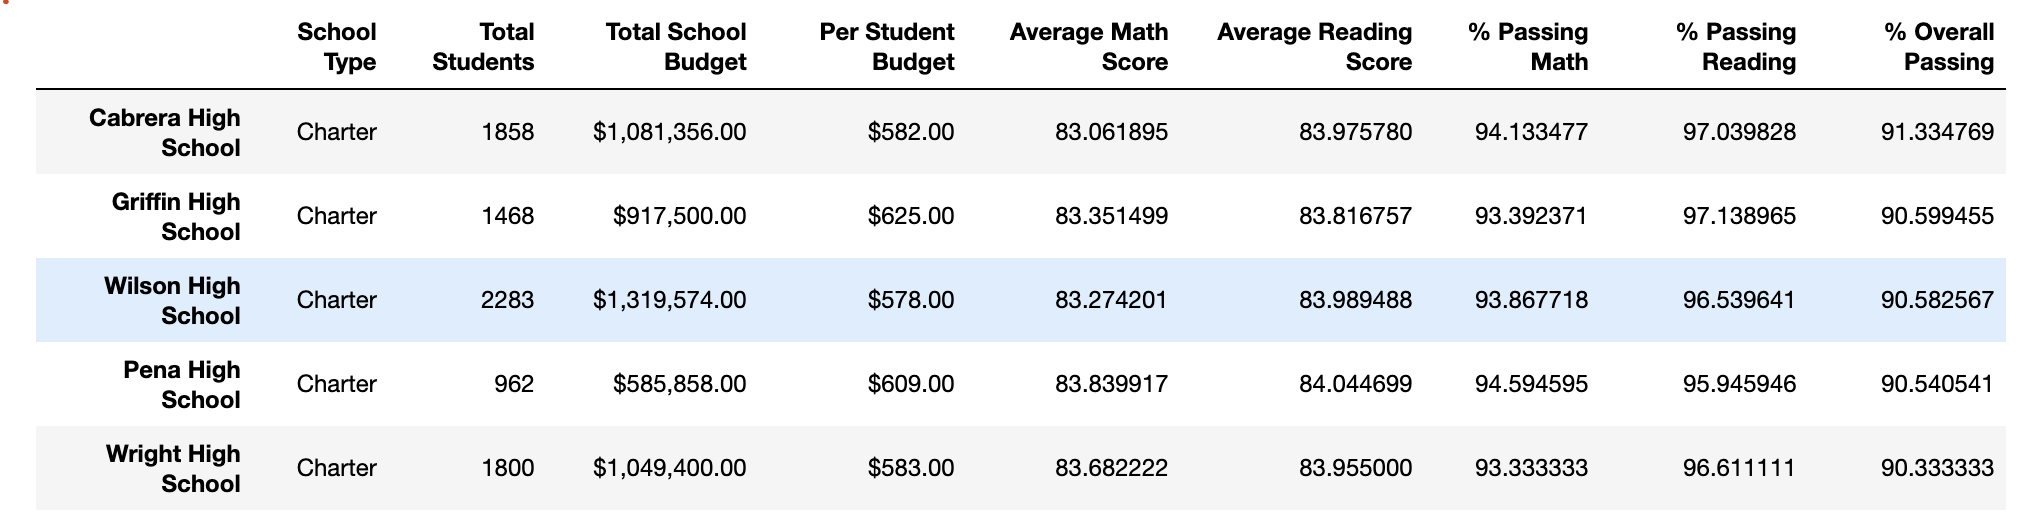 School Total Total School Per Student Average Math Average Reading % Passing % Passing % Overall
Type Students Budget Budget Score Score Math Reading Passing
Cabrera High
School Charter 1858 $1,081,356.00 $582.00 83.061895 83.975780 94.133477 97.039828 91.334769
Griffin High
School Charter 1468 $917,500.00 $625.00 83.351499 83.816757 93.392371 97.138965 90.599455
Wilson High
School Charter 2283 $1,319,574.00 $578.00 83.274201 83.989488 93.867718 96.539641 90.582567
Pena High
School Charter 962 $585,858.00 $609.00 83.839917 84.044699 94.594595 95.945946 90.540541
Wright High
School Charter 1800 $1,049,400.00 $583.00 83.682222 83.955000 93.333333 96.611111 90.333333